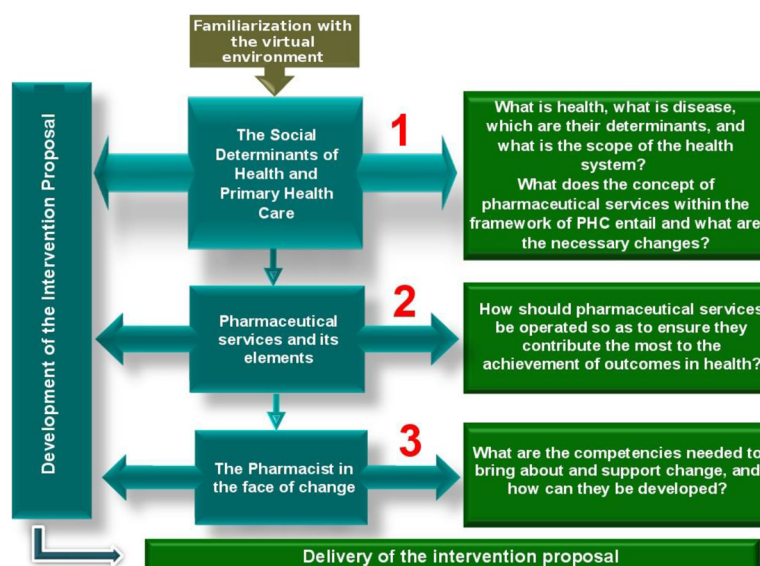 Familiarization with
the virtual
environment
Development of the Intervention Proposal
The Social
Determinants of
Health and
Primary Health
Care
1
What is health, what is disease,
which are their determinants, and
what is the scope of the health
system?
What does the concept of
pharmaceutical services within the
framework of PHC entail and what are
the necessary changes?
Pharmaceutical
services and its
elements
2
How should pharmaceutical services
be operated so as to ensure they
contribute the most to the
achievement of outcomes in health?
The Pharmacist in
the face of change
3
What are the competencies needed to
bring about and support change, and
how can they be developed?
Delivery of the intervention proposal